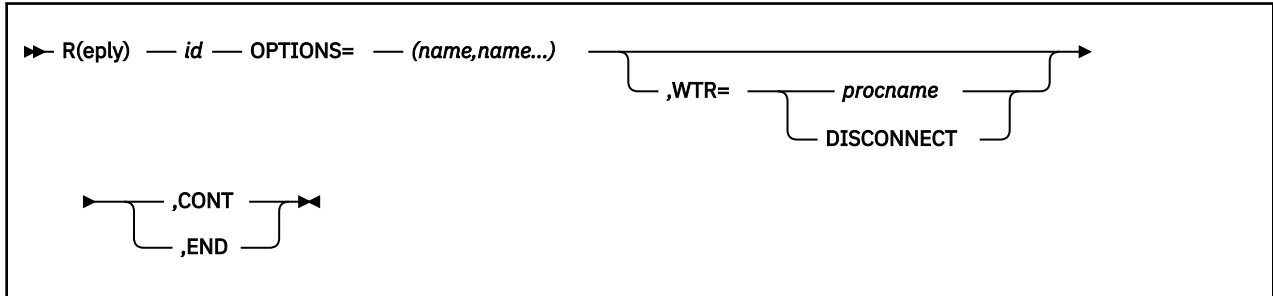 R(eply) id OPTIONS= (name,name...)
,WTR= procname
DISCONNECT
,CONT
,END